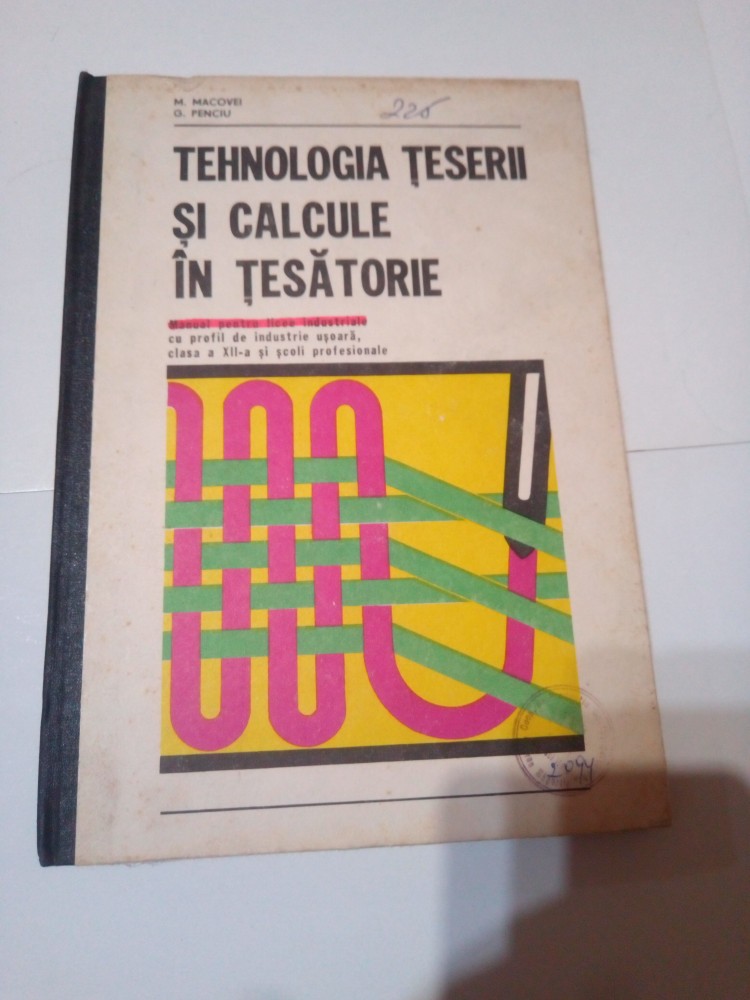 M. MACOVEI
G. PENCIU
225
TEHNOLOGIA ȚESERII
ȘI CALCULE
ÎN ȚESĂTORIE
Manual pentru licee industriale
cu profil de industrie ușoară,
clasa a XII-a și școli profesionale
2094